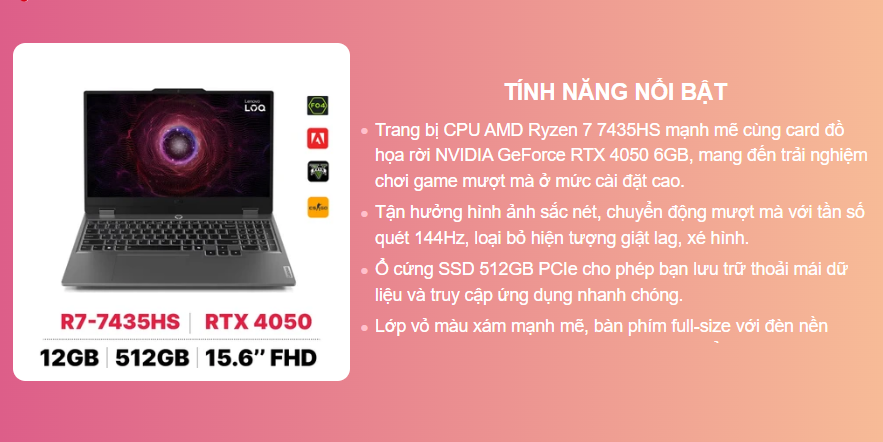 TÍNH NĂNG NỔI BẬT
Trang bị CPU AMD Ryzen 7 7435HS mạnh mẽ cùng card đồ
họa rời NVIDIA GeForce RTX 4050 6GB, mang đến trải nghiệm
chơi game mượt mà ở mức cài đặt cao.
Tận hưởng hình ảnh sắc nét, chuyển động mượt mà với tần số
quét 144Hz, loại bỏ hiện tượng giật lag, xé hình.
Ổ cứng SSD 512GB PCIe cho phép bạn lưu trữ thoải mái dữ
liệu và truy cập ứng dụng nhanh chóng.
Lớp vỏ màu xám mạnh mẽ, bàn phím full-size với đèn nền
Lenovo
LOQ
FO4
R7-7435HS | RTX 4050
12GB | 512GB | 15.6″ FHD